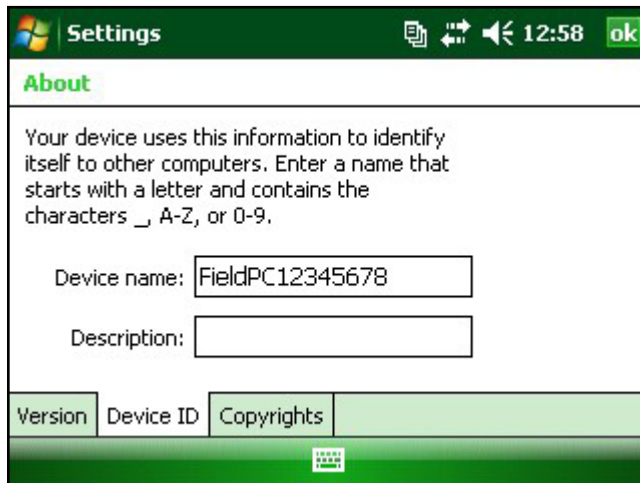 Settings 12:58 ok
About
Your device uses this information to identify
itself to other computers. Enter a name that
starts with a letter and contains the
characters _, A-Z, or 0-9.
Device name: FieldPC12345678
Description:
Version Device ID Copyrights